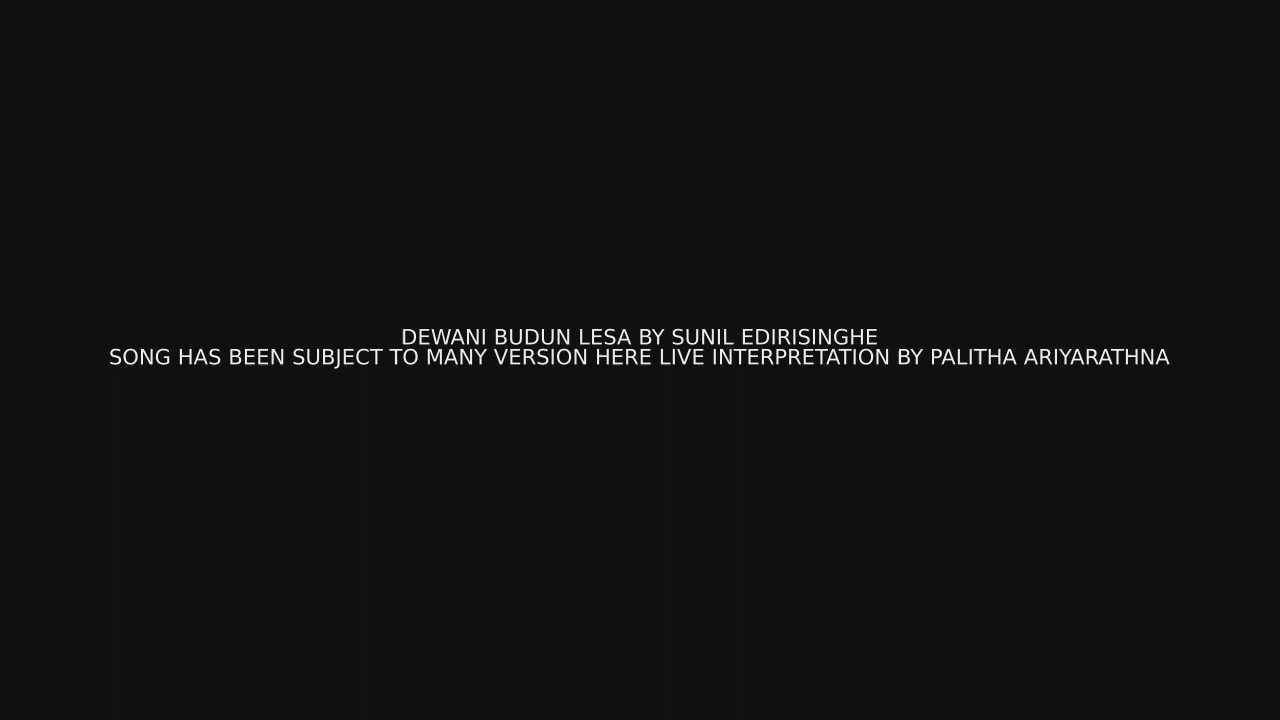 DEWANI BUDUN LESA BY SUNIL EDIRISINGHE
SONG HAS BEEN SUBJECT TO MANY VERSION HERE LIVE INTERPRETATION BY PALITHA ARIYARATHNA